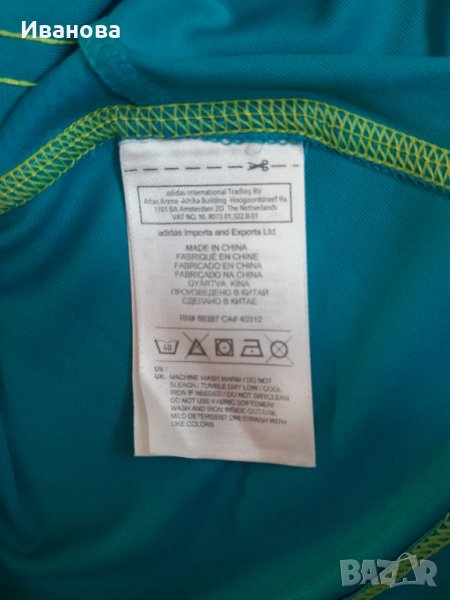 Иванова
adidas International Trading BV
Atlas Arena -Afrika Building Hoogoorddreef 9a
1101 BA Amsterdam ZO The Netherlands
VAT NO: NL 8073.01.322.B.01
adidas Imports and Exports Ltd
MADE IN CHINA
FABRIQUÉ EN CHINE
FABRICADO EN CHINA
FABRICADO NA CHINA
GYÁRTVA: KÍNA
ПРОИЗВЕДЕНО В КИТАЙ
СДЕЛАНО В КИТАЕ
RN# 88387 CA# 40312
US /
UK: MACHINE WASH WARM / DO NOT
BLEACH / TUMBLE DRY LOW / COOL
IRON IF NEEDED / DO NOT DRYCLEAN
DO NOT USE FABRIC SOFTENER/
WASH AND IRON INSIDE OUT/USE
MILD DETERGENT ONLY/WASH WITH
LIKE COLORS
BAZAR